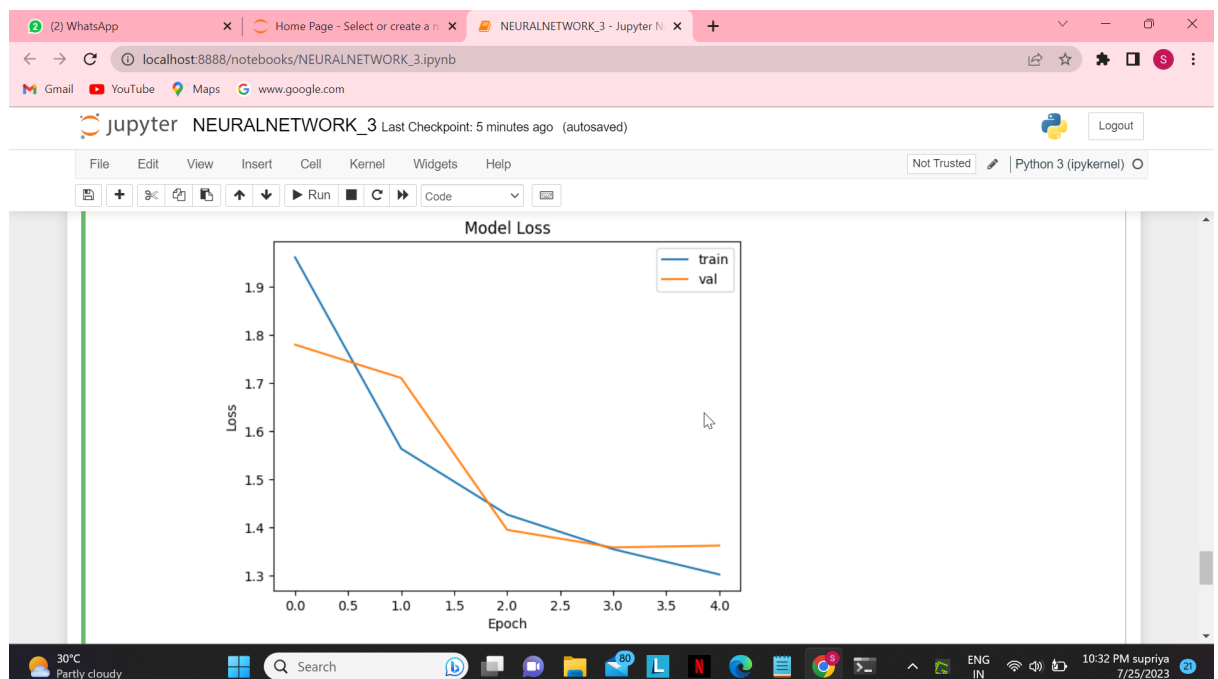 2 (2) WhatsApp
Home Page - Select or create a n
NEURALNETWORK_3 - Jupyter N
localhost:8888/notebooks/NEURALNETWORK_3.ipynb
S
Gmail YouTube Maps G www.google.com
jupyter NEURALNETWORK_3 Last Checkpoint: 5 minutes ago (autosaved)
Logout
File Edit View Insert Cell Kernel Widgets Help
Not Trusted Python 3 (ipykernel)
Run Code
Model Loss
train
val
1.9
1.8
1.7
1.6
1.5
1.4
1.3
Loss
0.0 0.5 1.0 1.5 2.0 2.5 3.0 3.5 4.0
Epoch
30°C
Partly cloudy
Search
b
80
L
N
S
ENG
IN
10:32 PM supriya
7/25/2023
21